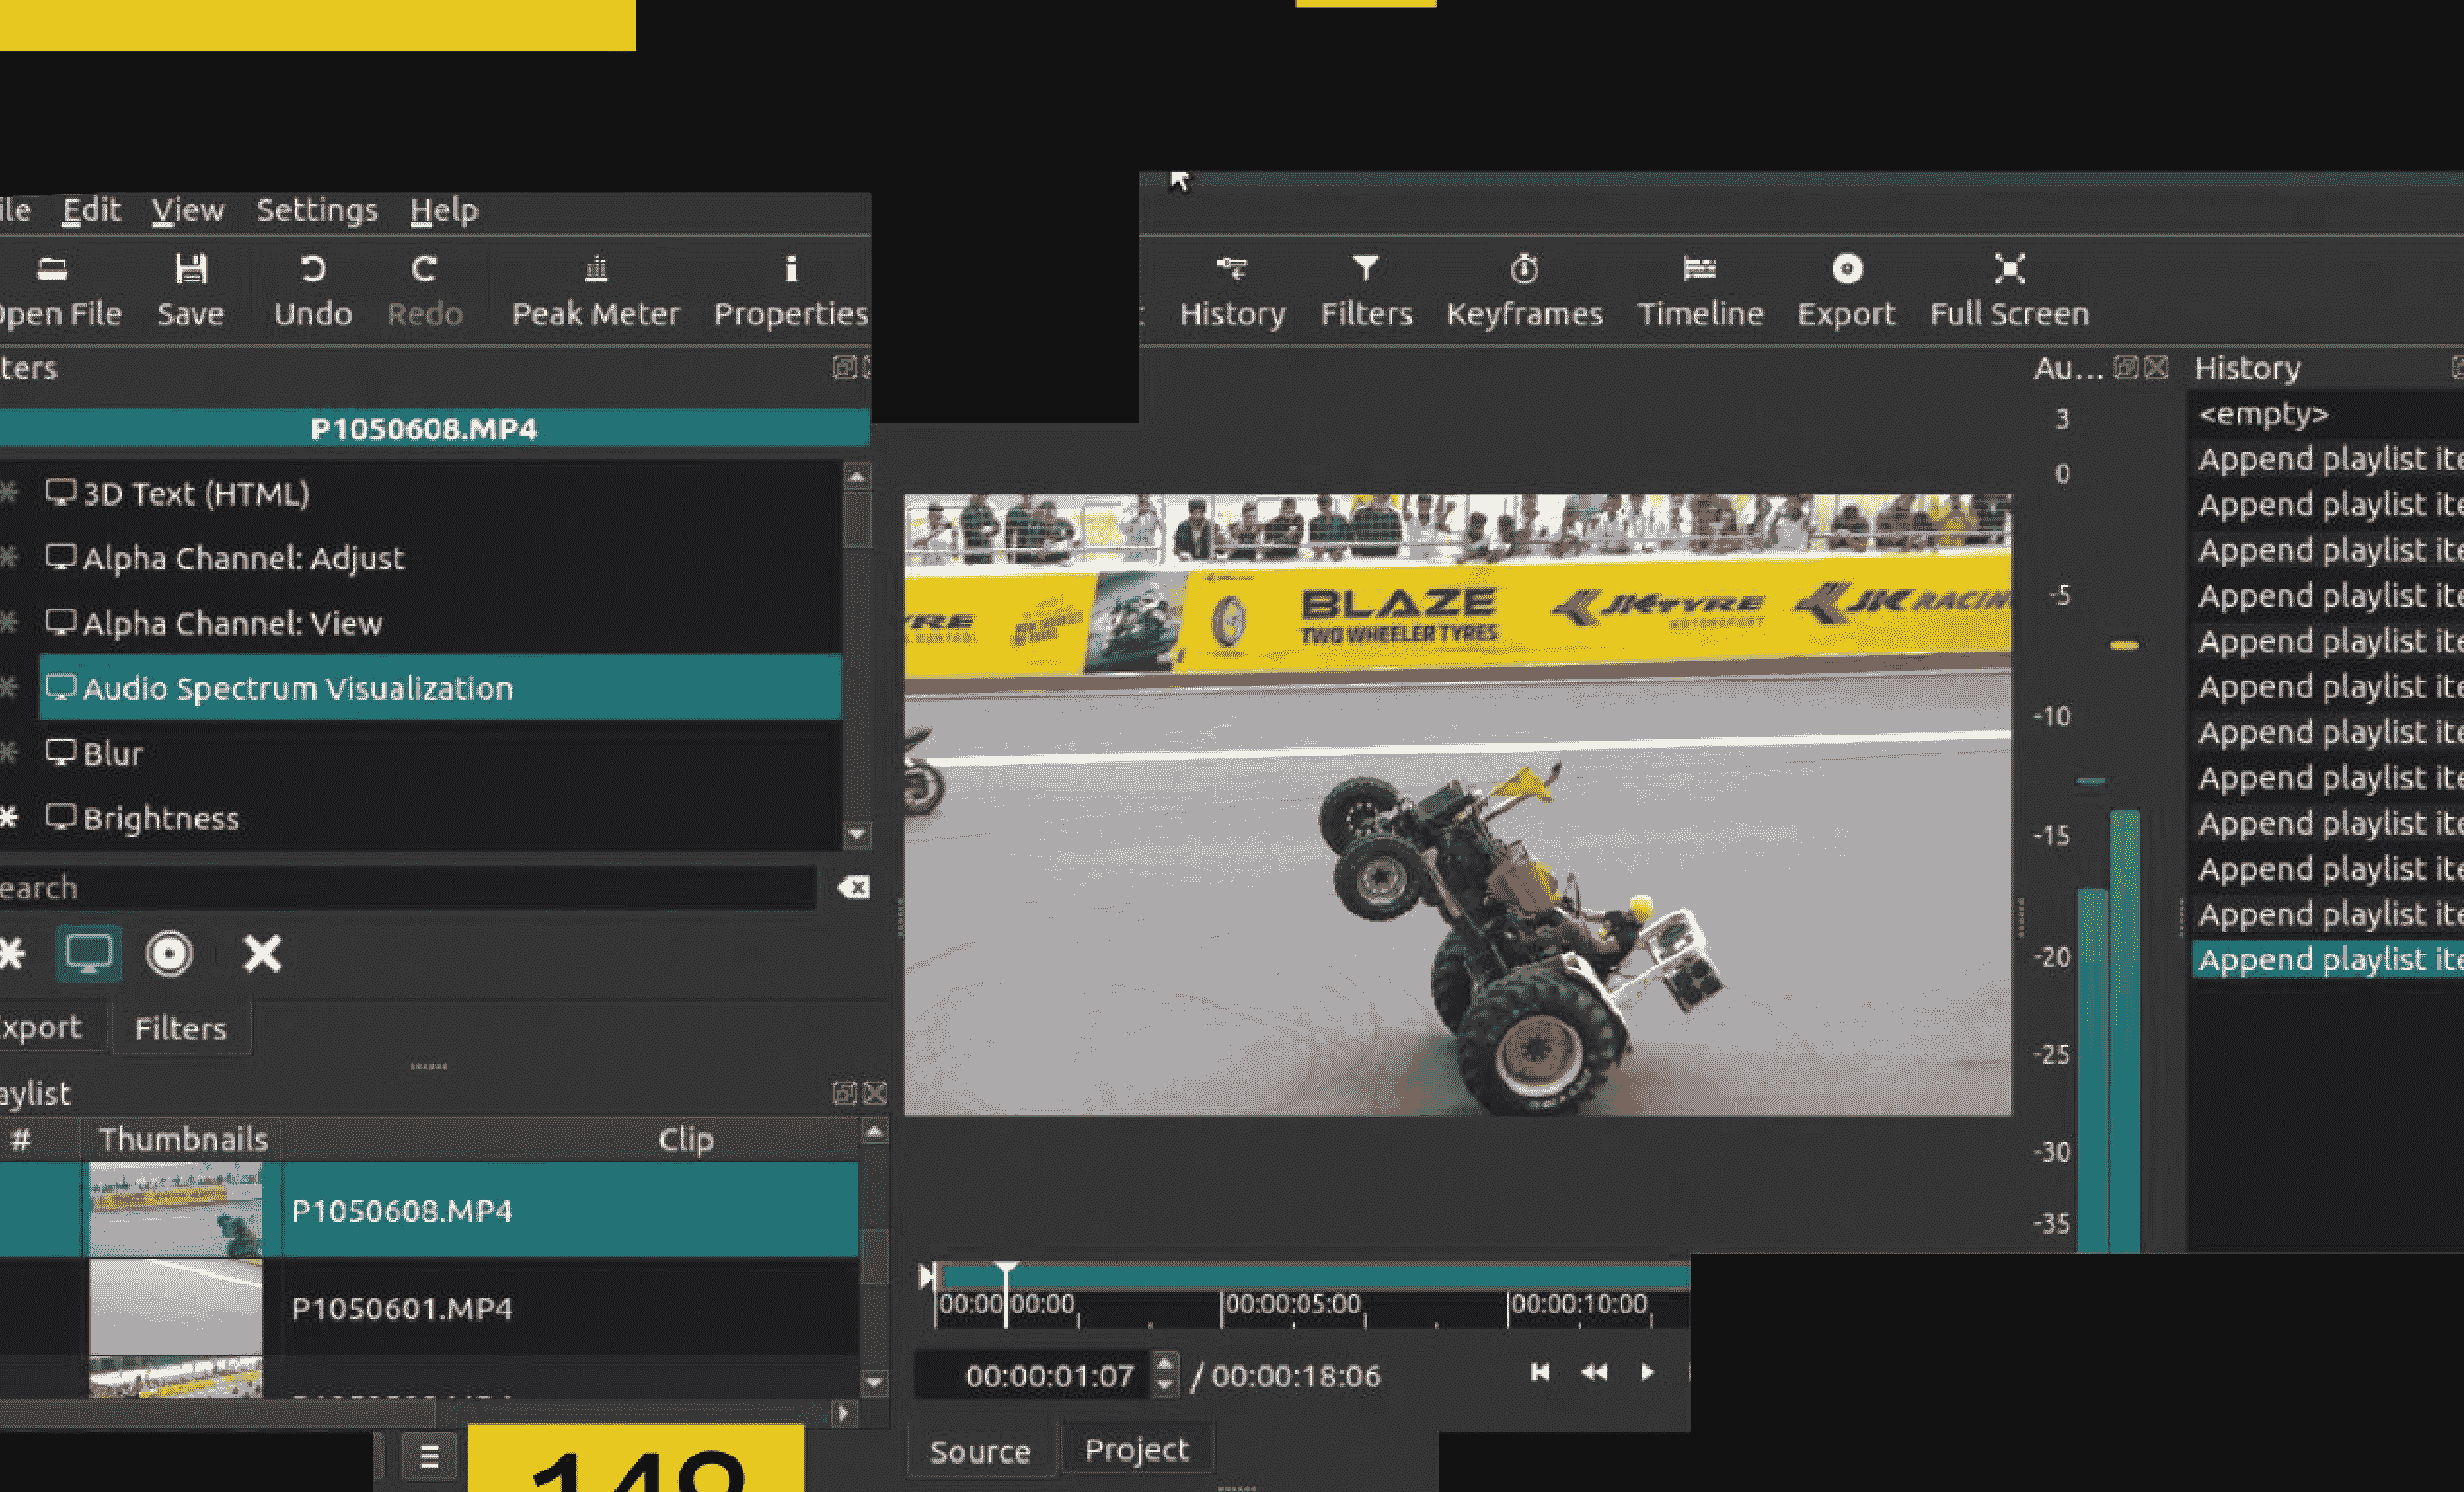 ile Edit View Settings Help
Open File Save Undo Redo Peak Meter Properties
History Filters Keyframes Timeline Export Full Screen
ters
Au... History
P1050608.MP4
3D Text (HTML)
Alpha Channel: Adjust
Alpha Channel: View
Audio Spectrum Visualization
Blur
Brightness
earch
Export Filters
aylist
# Thumbnails Clip
P1050608.MP4
P1050601.MP4
YRE
BLAZE
TWO WHEELER TYRES
JK TYRE
MOTORSPORT
JK RACIN
00:00:00:00 00:00:05:00 00:00:10:00
00:00:01:07 / 00:00:18:06
Source Project
3
0
-5
-10
-15
-20
-25
-30
-35
<empty>
Append playlist ite
Append playlist ite
Append playlist ite
Append playlist ite
Append playlist ite
Append playlist ite
Append playlist ite
Append playlist ite
Append playlist ite
Append playlist ite
Append playlist ite
Append playlist ite